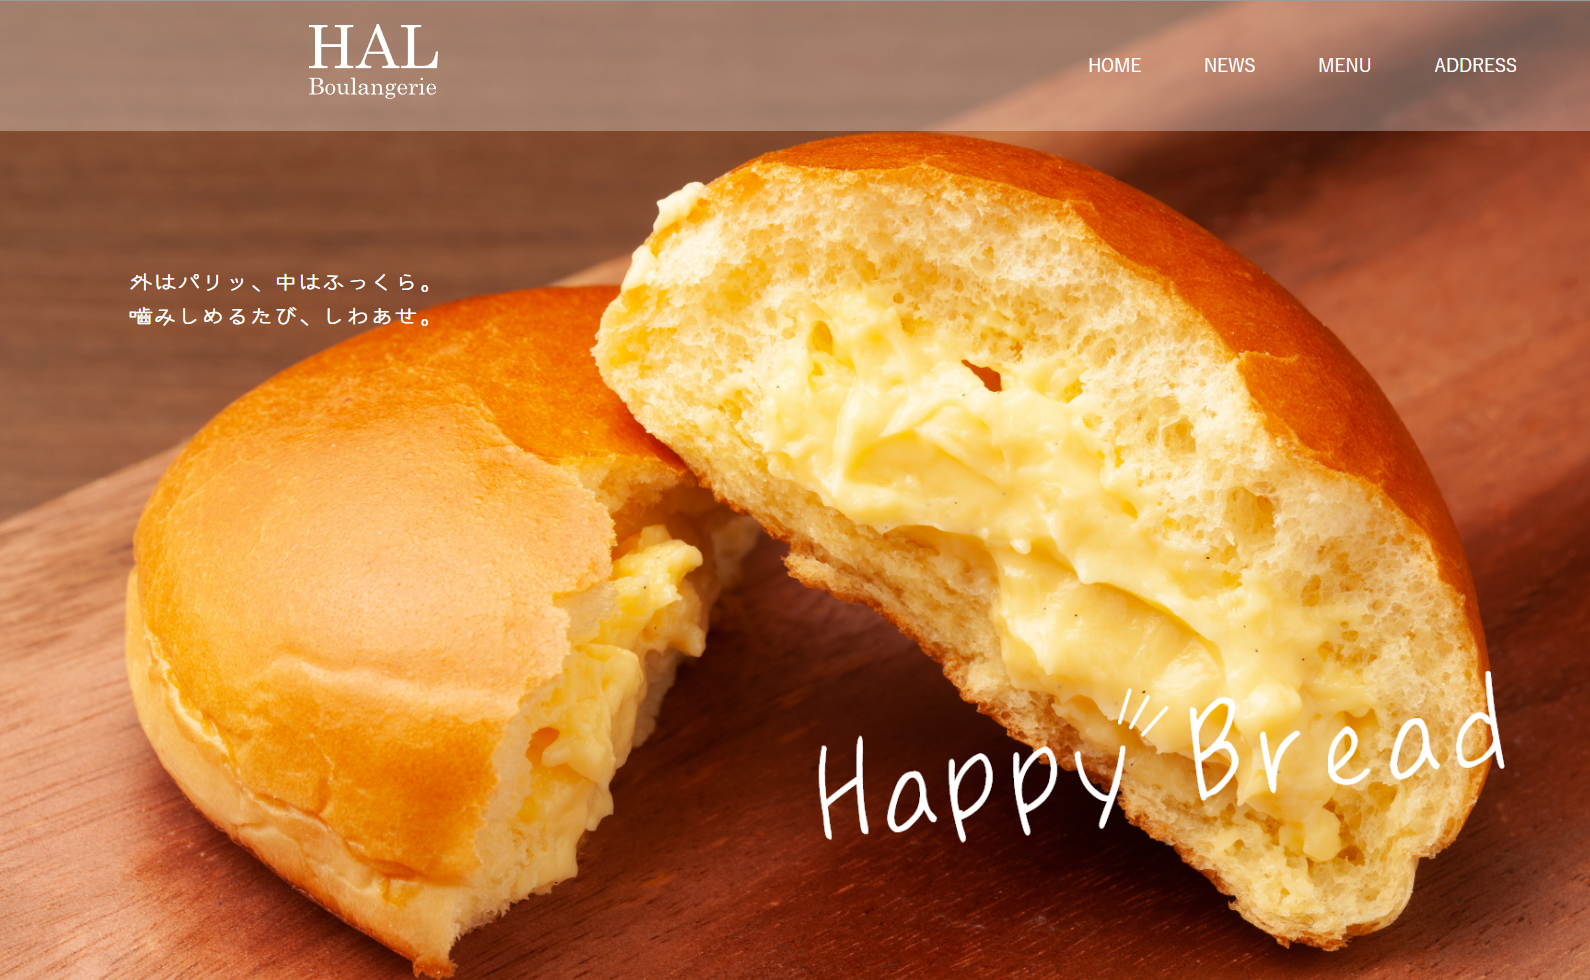 HAL
Boulangerie
HOME NEWS MENU ADDRESS
外はパリッ、中はふっくら。
噛みしめるたび、しわあせ。
Happy Bread